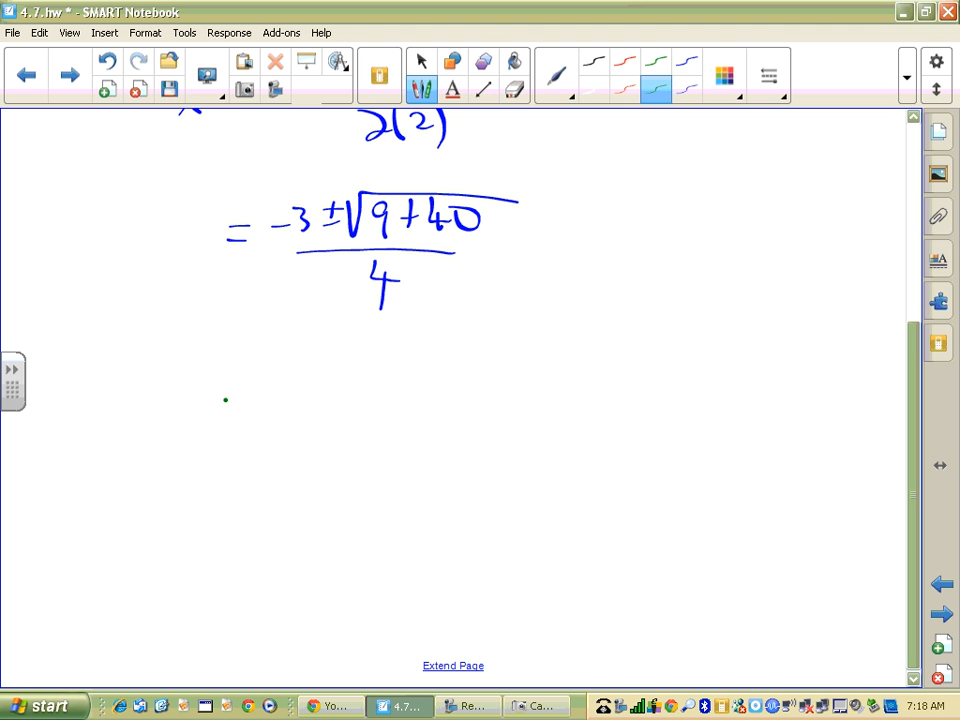 4.7.hw * - SMART Notebook
File Edit View Insert Format Tools Response Add-ons Help
2(2)
= -3 ± √9 + 40
4
Extend Page
start Yo... 4.7... Re... Ca... 7:18 AM